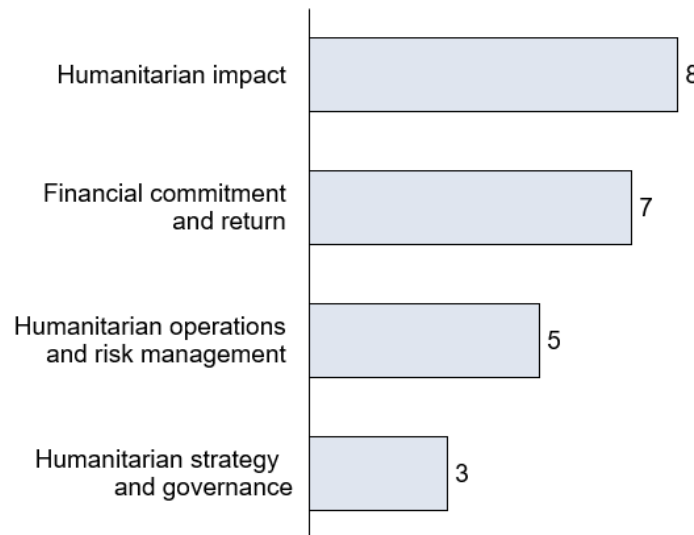 Humanitarian impact
8
Financial commitment
and return
7
Humanitarian operations
and risk management
5
Humanitarian strategy
and governance
3